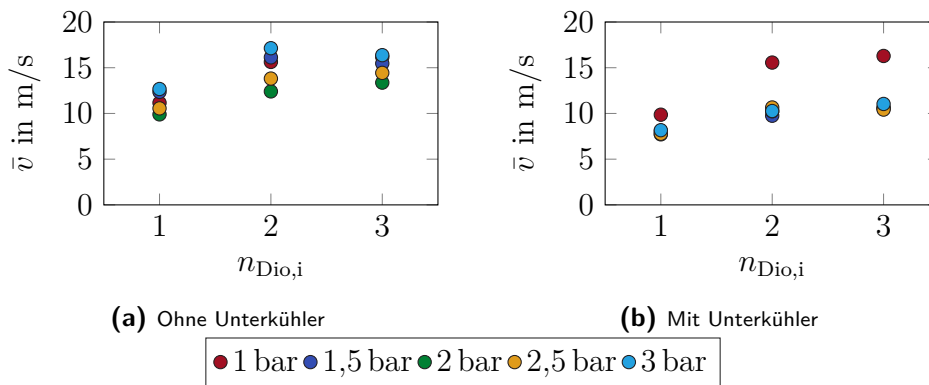 20
15
10
5
0
v̄ in m/s
1 2 3
n_Dio,i
(a) Ohne Unterkühler
20
15
10
5
0
v̄ in m/s
1 2 3
n_Dio,i
(b) Mit Unterkühler
1 bar 1,5 bar 2 bar 2,5 bar 3 bar